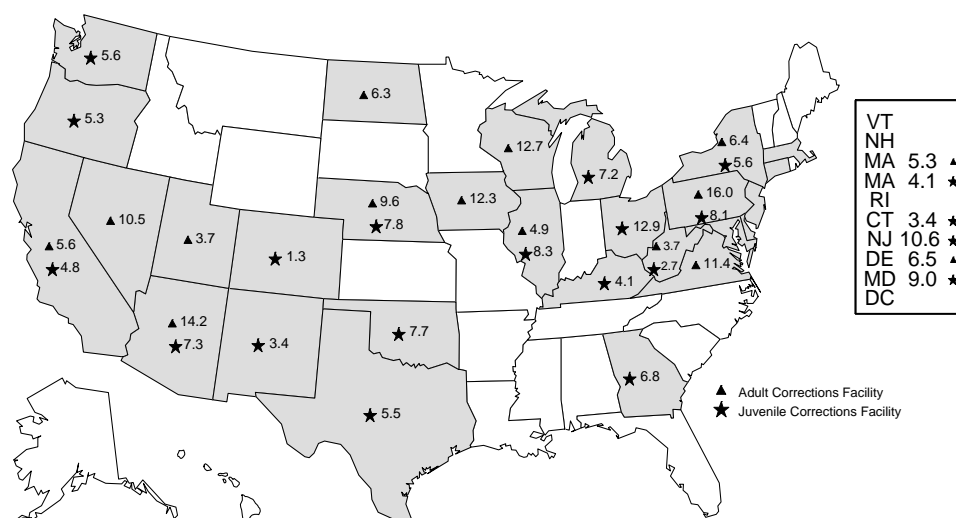 ★ 5.6
★ 5.3
▲ 6.3
▲ 12.7
★ 7.2
▲ 6.4
★ 5.6
▲ 10.5
▲ 3.7
★ 1.3
▲ 9.6
★ 7.8
▲ 12.3
▲ 4.9
★ 8.3
★ 12.9
▲ 16.0
★ 8.1
▲ 3.7
★ 2.7
▲ 11.4
★ 4.1
▲ 5.6
★ 4.8
▲ 14.2
★ 7.3
★ 3.4
★ 7.7
★ 5.5
★ 6.8
VT
NH
MA 5.3 ▲
MA 4.1 ★
RI
CT 3.4 ★
NJ 10.6 ★
DE 6.5 ▲
MD 9.0 ★
DC
▲ Adult Corrections Facility
★ Juvenile Corrections Facility